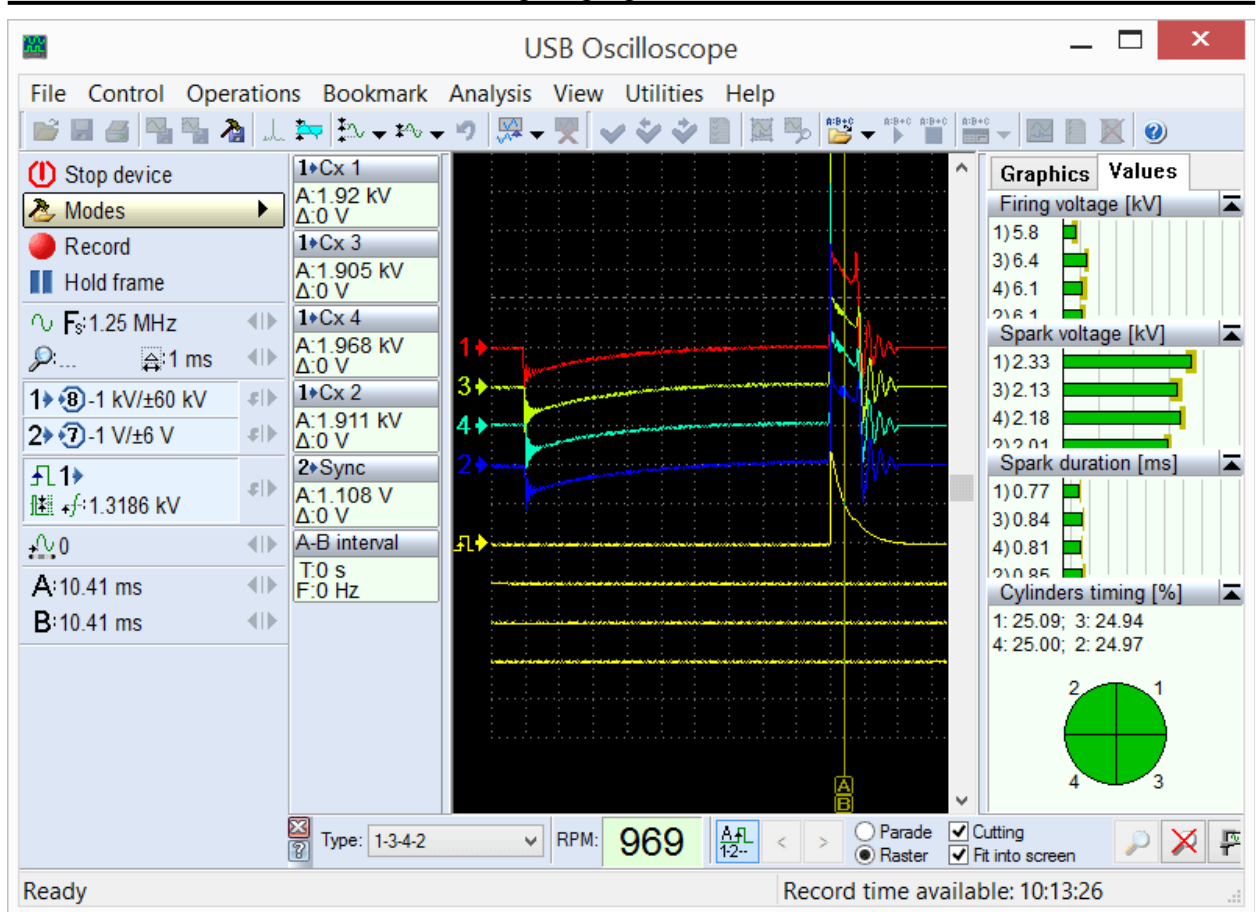 USB Oscilloscope
File Control Operations Bookmark Analysis View Utilities Help
A:B+C A:B+C A:B+C A:B+C
Stop device
Modes
Record
Hold frame
Fs:1.25 MHz
:... :1 ms
1 8 -1 kV/±60 kV
2 7 -1 V/±6 V
1
:1.3186 kV
0
A:10.41 ms
B:10.41 ms
1 Cx 1
A:1.92 kV
Δ:0 V
1 Cx 3
A:1.905 kV
Δ:0 V
1 Cx 4
A:1.968 kV
Δ:0 V
1 Cx 2
A:1.911 kV
Δ:0 V
2 Sync
A:1.108 V
Δ:0 V
A-B interval
T:0 s
F:0 Hz
1
3
4
2
A
B
Graphics Values
Firing voltage [kV]
1) 5.8
3) 6.4
4) 6.1
2) 6.1
Spark voltage [kV]
1) 2.33
3) 2.13
4) 2.18
2) 2.01
Spark duration [ms]
1) 0.77
3) 0.84
4) 0.81
2) 0.85
Cylinders timing [%]
1: 25.09; 3: 24.94
4: 25.00; 2: 24.97
2 1
4 3
Type: 1-3-4-2 RPM: 969 A 1-2-- < > Parade Cutting
Raster Fit into screen
Ready Record time available: 10:13:26